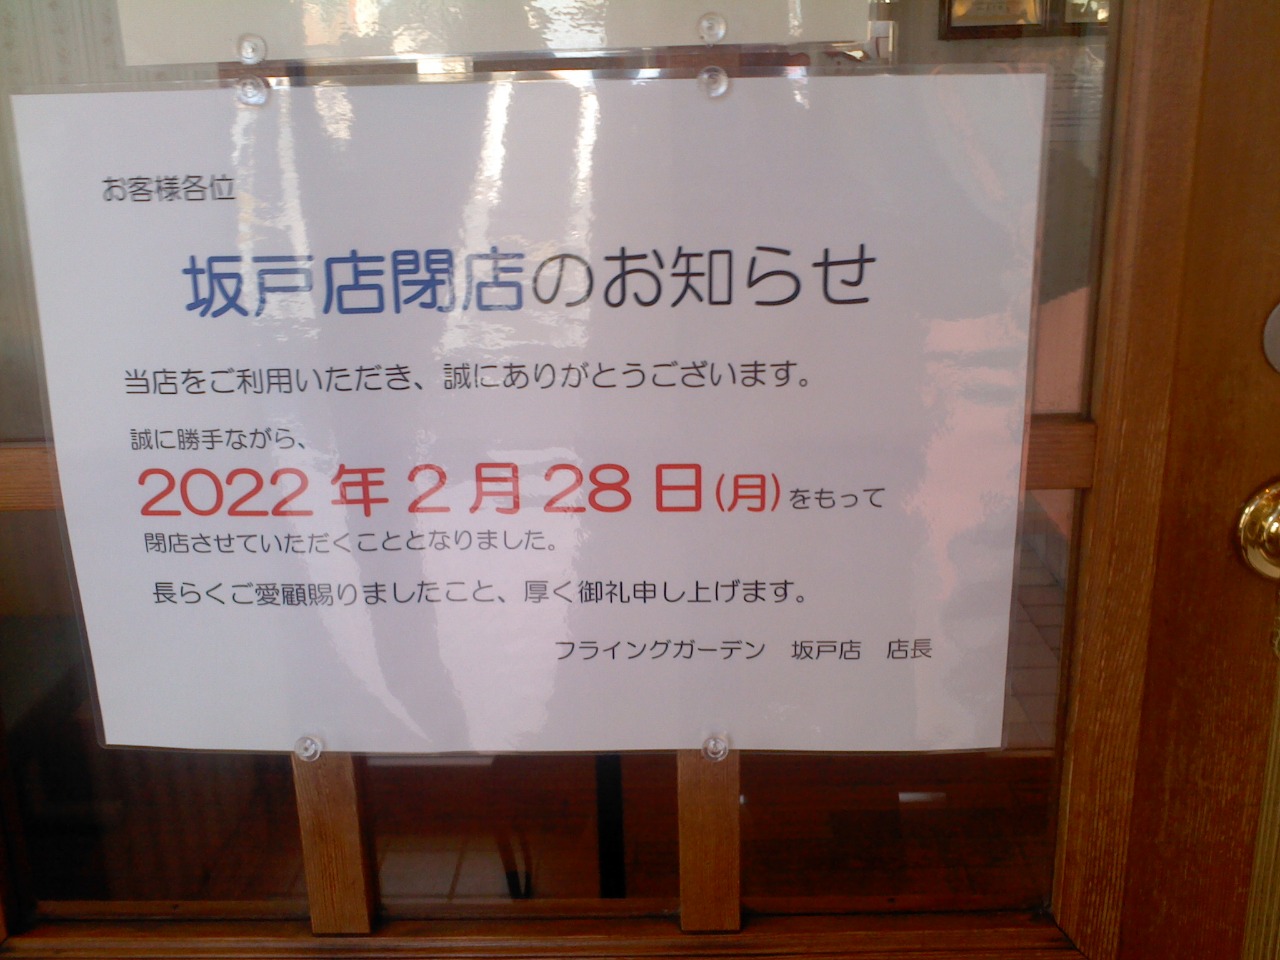 お客様各位
坂戸店閉店のお知らせ
当店をご利用いただき、誠にありがとうございます。
誠に勝手ながら、
2022年2月28日(月)をもって
閉店させていただくこととなりました。
長らくご愛顧賜りましたこと、厚く御礼申し上げます。
フライングガーデン　坂戸店　店長